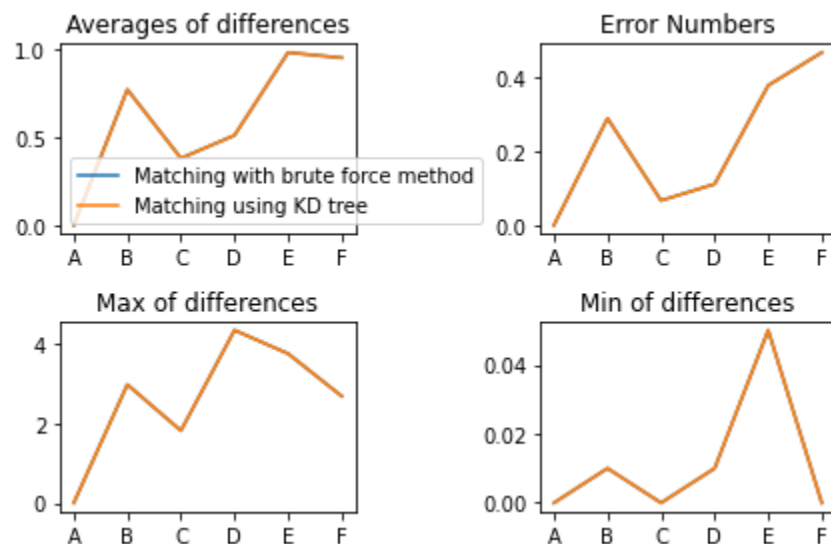 Averages of differences
1.0
0.5
0.0
Matching with brute force method
Matching using KD tree
A B C D E F
Error Numbers
0.4
0.2
0.0
A B C D E F
Max of differences
4
2
0
A B C D E F
Min of differences
0.04
0.02
0.00
A B C D E F